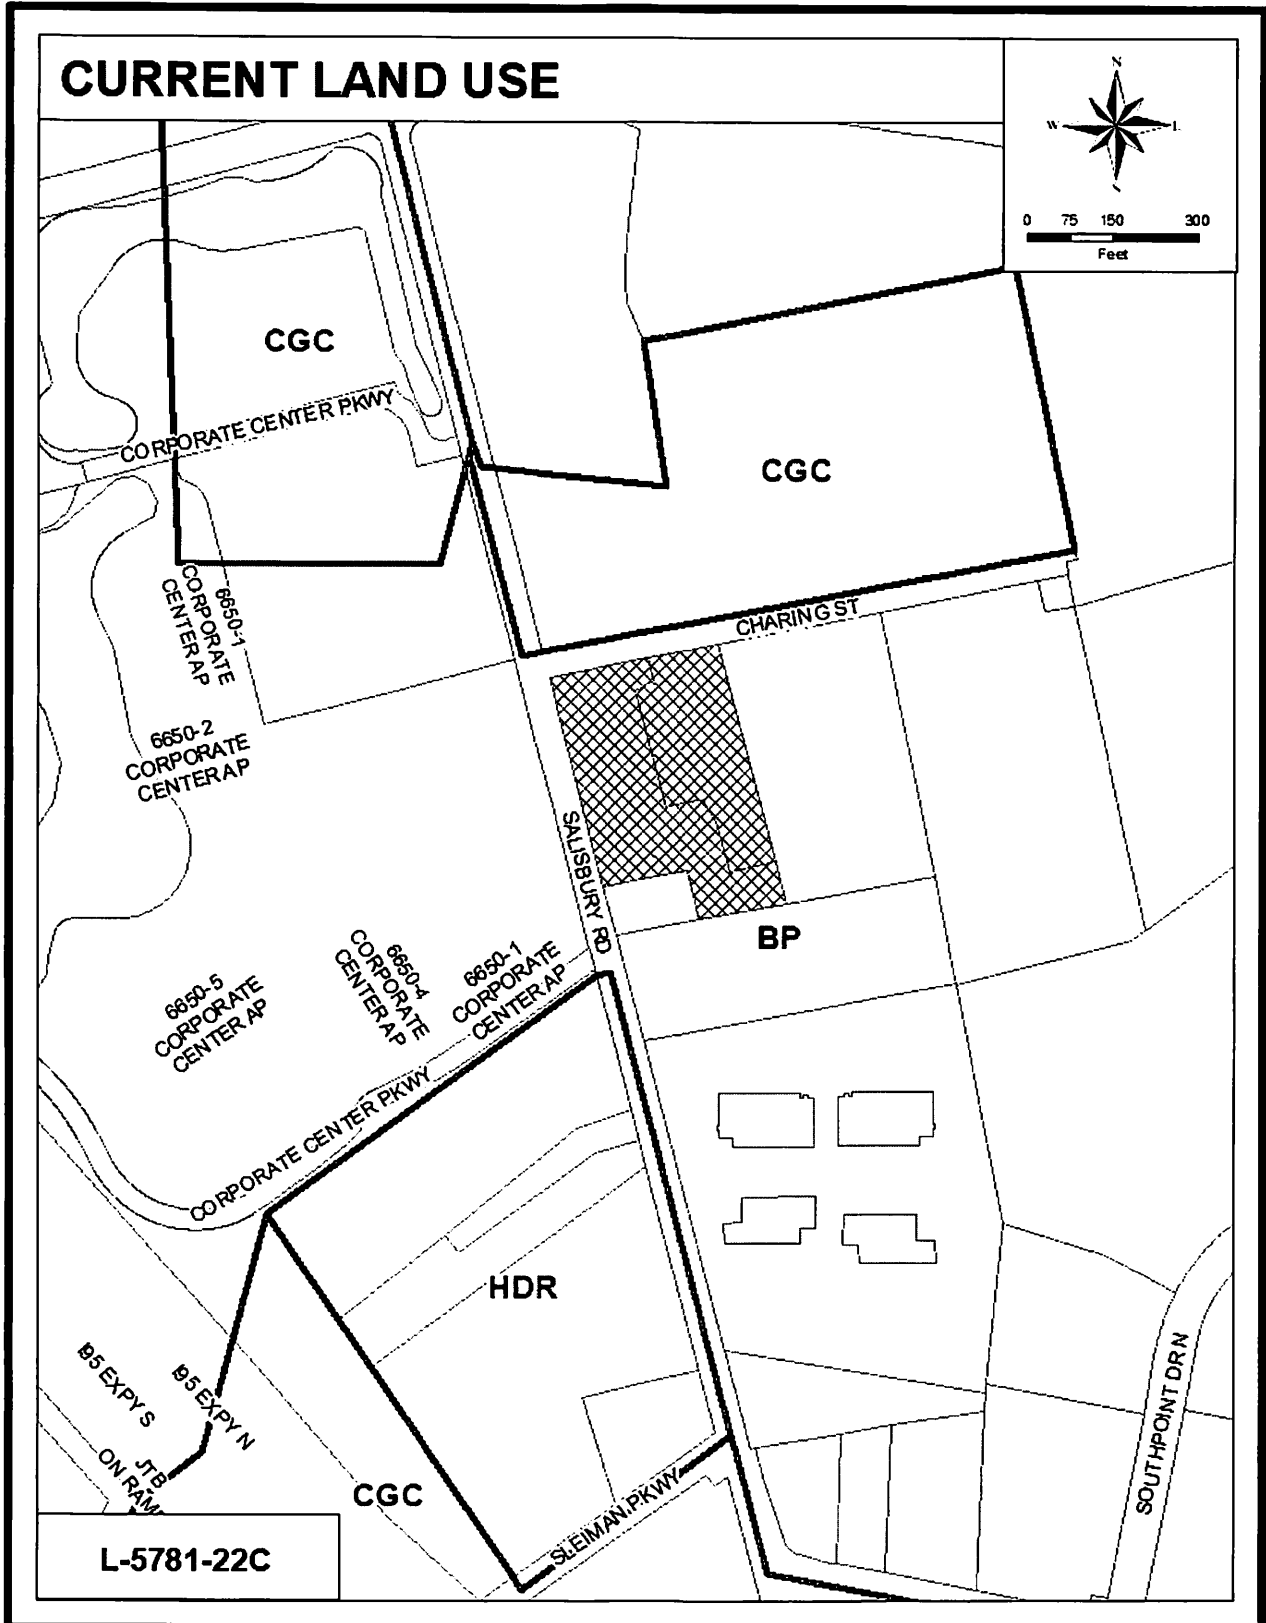 CURRENT LAND USE
N
W
0 75 150 300
Feet
CGC
CORPORATE CENTER PKWY
CGC
CHARING ST
6650-1
CORPORATE
CENTER AP
6650-2
CORPORATE
CENTER AP
SALISBURY RD
BP
6650-5
CORPORATE
CENTER AP
6650-4
CORPORATE
CENTER AP
6650-1
CORPORATE
CENTER AP
CORPORATE CENTER PKWY
HDR
I95 EXPY S
I95 EXPY N
JTB
ON RAMP
CGC
SLEIMAN PKWY
SOUTHPOINT DR N
L-5781-22C